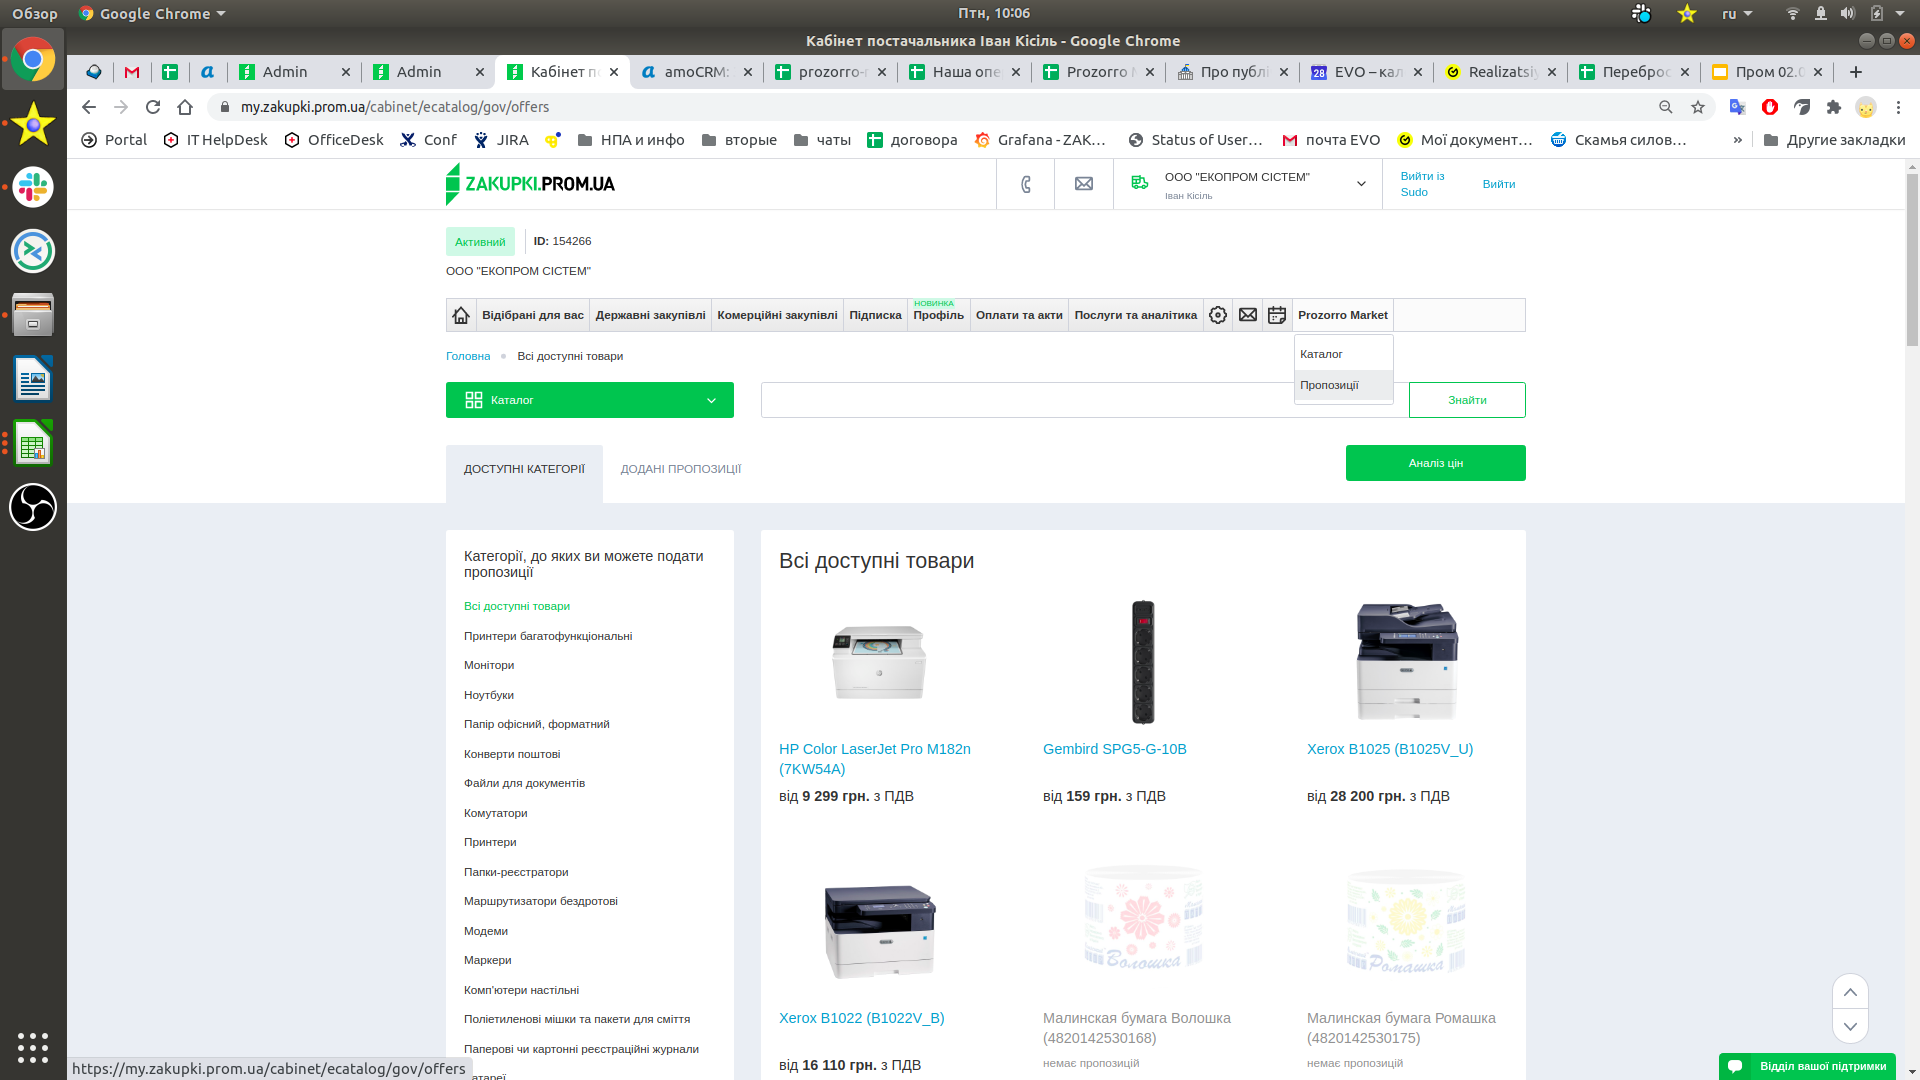 Обзор
Google Chrome
Птн, 10:06
ru
Кабінет постачальника Іван Кісіль - Google Chrome
Admin
Admin
Кабінет п
amoCRM:
prozorro-
Наша опе
Prozorro
Про публі
EVO – кал
Realizatsi
Перебро
Пром 02.
my.zakupki.prom.ua/cabinet/ecatalog/gov/offers
Portal
IT HelpDesk
OfficeDesk
Conf
JIRA
НПА и инфо
вторые
чаты
договора
Grafana - ZAK...
Status of User...
почта EVO
Мої документ...
Скамья силов...
»
Другие закладки
ZAKUPKI.PROM.UA
ООО "ЕКОПРОМ СІСТЕМ"
Іван Кісіль
Вийти із
Sudo
Вийти
Активний
ID: 154266
ООО "ЕКОПРОМ СІСТЕМ"
Відібрані для вас
Державні закупівлі
Комерційні закупівлі
Підписка
НОВИНКА
Профіль
Оплати та акти
Послуги та аналітика
Prozorro Market
Головна
Всі доступні товари
Каталог
Пропозиції
Каталог
Знайти
ДОСТУПНІ КАТЕГОРІЇ
ДОДАНІ ПРОПОЗИЦІЇ
Аналіз цін
Категорії, до яких ви можете подати
пропозиції
Всі доступні товари
Принтери багатофункціональні
Монітори
Ноутбуки
Папір офісний, форматний
Конверти поштові
Файли для документів
Комутатори
Принтери
Папки-реєстратори
Маршрутизатори бездротові
Модеми
Маркери
Комп'ютери настільні
Поліетиленові мішки та пакети для сміття
Паперові чи картонні реєстраційні журнали
Всі доступні товари
HP Color LaserJet Pro M182n
(7KW54A)
від 9 299 грн. з ПДВ
Gembird SPG5-G-10B
від 159 грн. з ПДВ
Xerox B1025 (B1025V_U)
від 28 200 грн. з ПДВ
Xerox B1022 (B1022V_B)
від 16 110 грн. з ПДВ
Волошка
Малинская бумага Волошка
(4820142530168)
немає пропозицій
Ромашка
Малинская бумага Ромашка
(4820142530175)
немає пропозицій
Відділ вашої підтримки
https://my.zakupki.prom.ua/cabinet/ecatalog/gov/offers